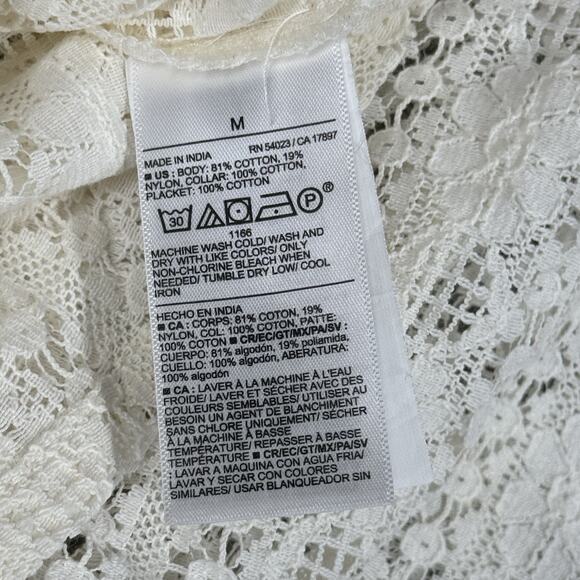 M
MADE IN INDIA RN 54023 / CA 17897
■ US : BODY: 81% COTTON, 19%
NYLON, COLLAR: 100% COTTON,
PLACKET: 100% COTTON
30 P ®
1166
MACHINE WASH COLD/ WASH AND
DRY WITH LIKE COLORS/ ONLY
NON-CHLORINE BLEACH WHEN
NEEDED/ TUMBLE DRY LOW/ COOL
IRON
HECHO EN INDIA
■ CA : CORPS: 81% COTON, 19%
NYLON, COL: 100% COTON, PATTE:
100% COTON ■ CR/EC/GT/MX/PA/SV :
CUERPO: 81% algodón, 19% poliamida,
CUELLO: 100% algodón, ABERATURA:
100% algodón
■ CA : LAVER À LA MACHINE À L'EAU
FROIDE/ LAVER ET SÉCHER AVEC DES
COULEURS SEMBLABLES/ UTILISER
BESOIN UN AGENT DE BLANCHIMENT
SANS CHLORE UNIQUEMENT/ SÉCHER
À LA MACHINE À BASSE
TEMPÉRATURE/ REPASSER À BASSE
TEMPÉRATURE ■ CR/EC/GT/MX/PA/SV
: LAVAR A MAQUINA CON AGUA FRIA/
LAVAR Y SECAR CON COLORES
SIMILARES/ USAR BLANQUEADOR SIN